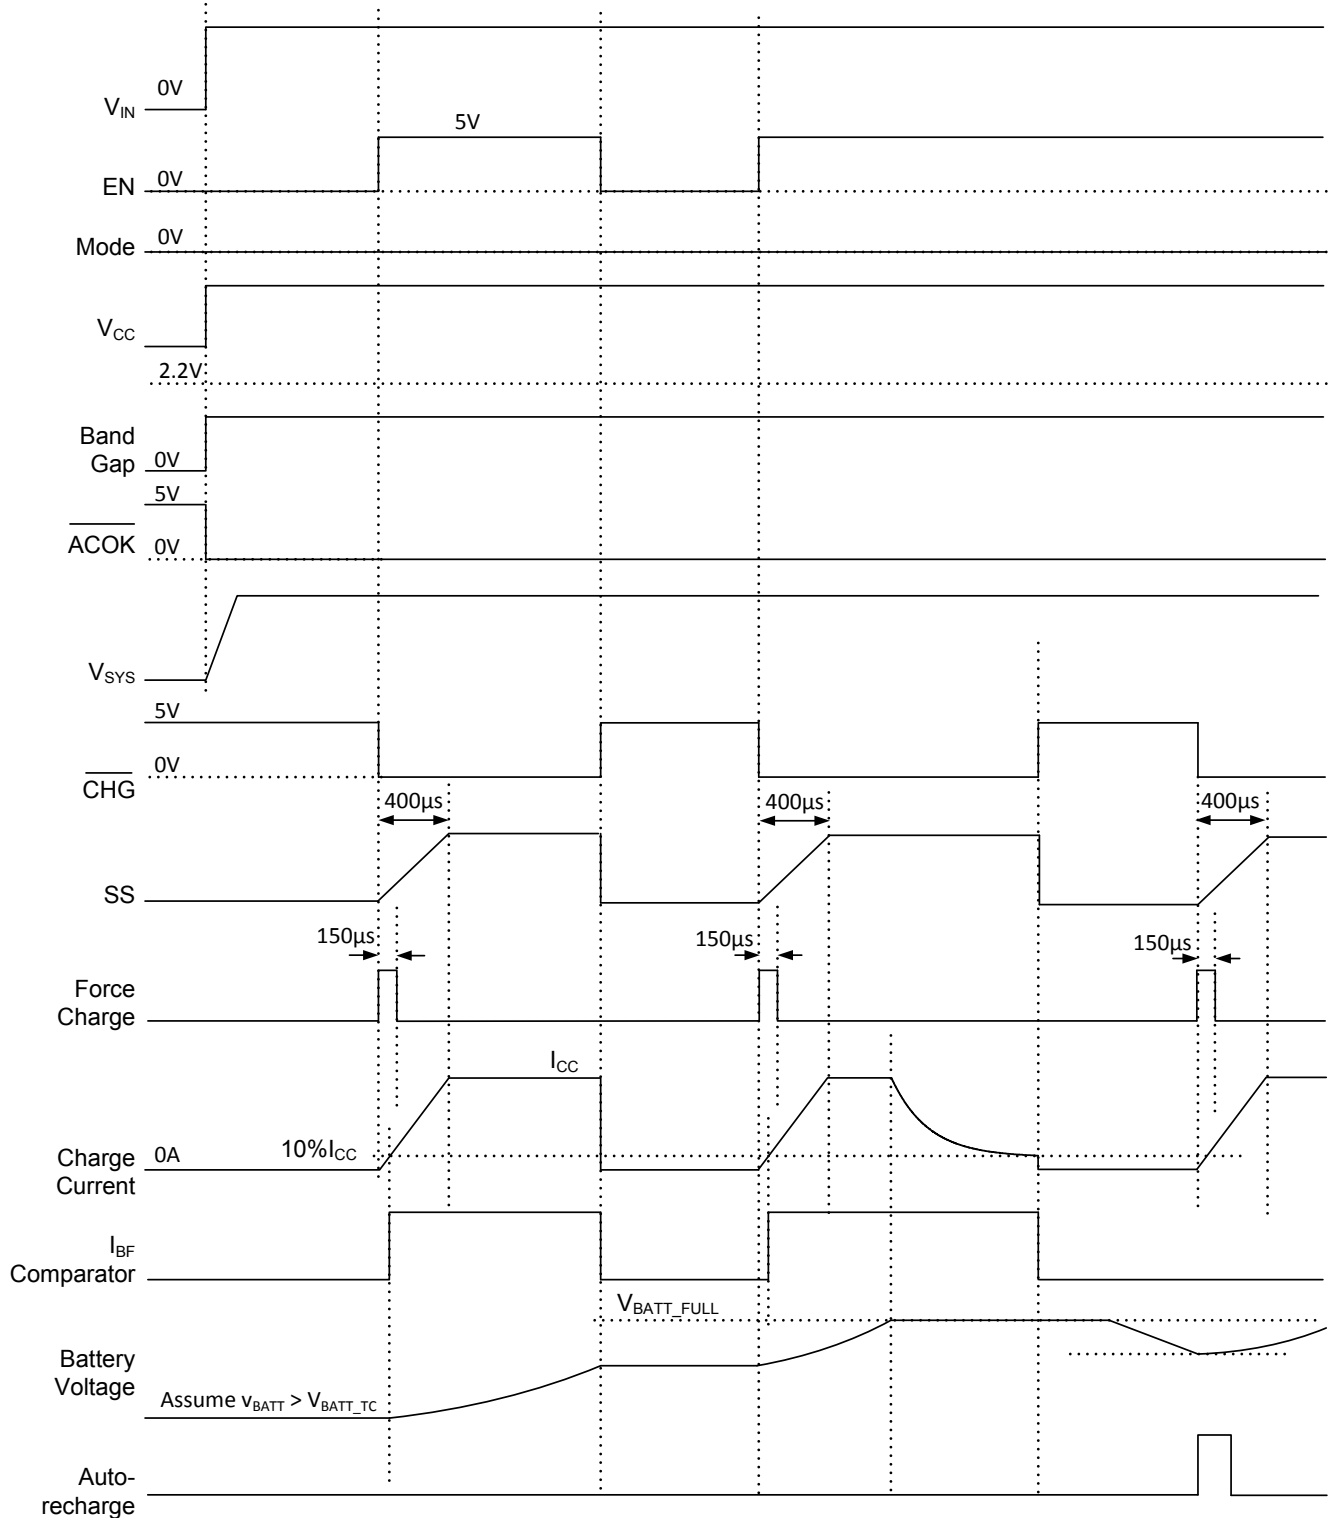 0V
V_IN
5V
0V
EN
0V
Mode
V_CC
2.2V
Band
Gap
0V
5V
ACOK
0V
V_SYS
5V
0V
CHG
400µs
400µs
400µs
SS
150µs
150µs
150µs
Force
Charge
I_CC
10%I_CC
Charge
Current
0A
I_BF
Comparator
V_BATT_FULL
Battery
Voltage
Assume v_BATT > V_BATT_TC
Auto-
recharge